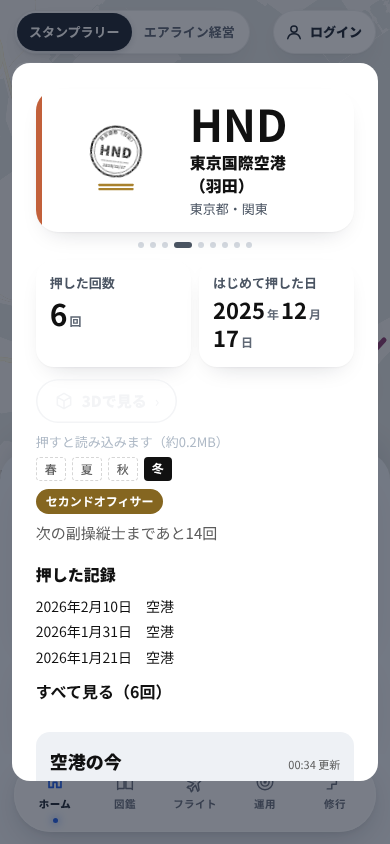 スタンプラリー
エアライン経営
ログイン
HND
HND
東京国際空港
（羽田）
東京都・関東
押した回数
6回
はじめて押した日
2025年12月
17日
3Dで見る
押すと読み込みます（約0.2MB）
春 夏 秋 冬
セカンドオフィサー
次の副操縦士まであと14回
押した記録
2026年2月10日 空港
2026年1月31日 空港
2026年1月21日 空港
すべて見る（6回）
空港の今
00:34 更新
ホーム
図鑑
フライト
運用
修行